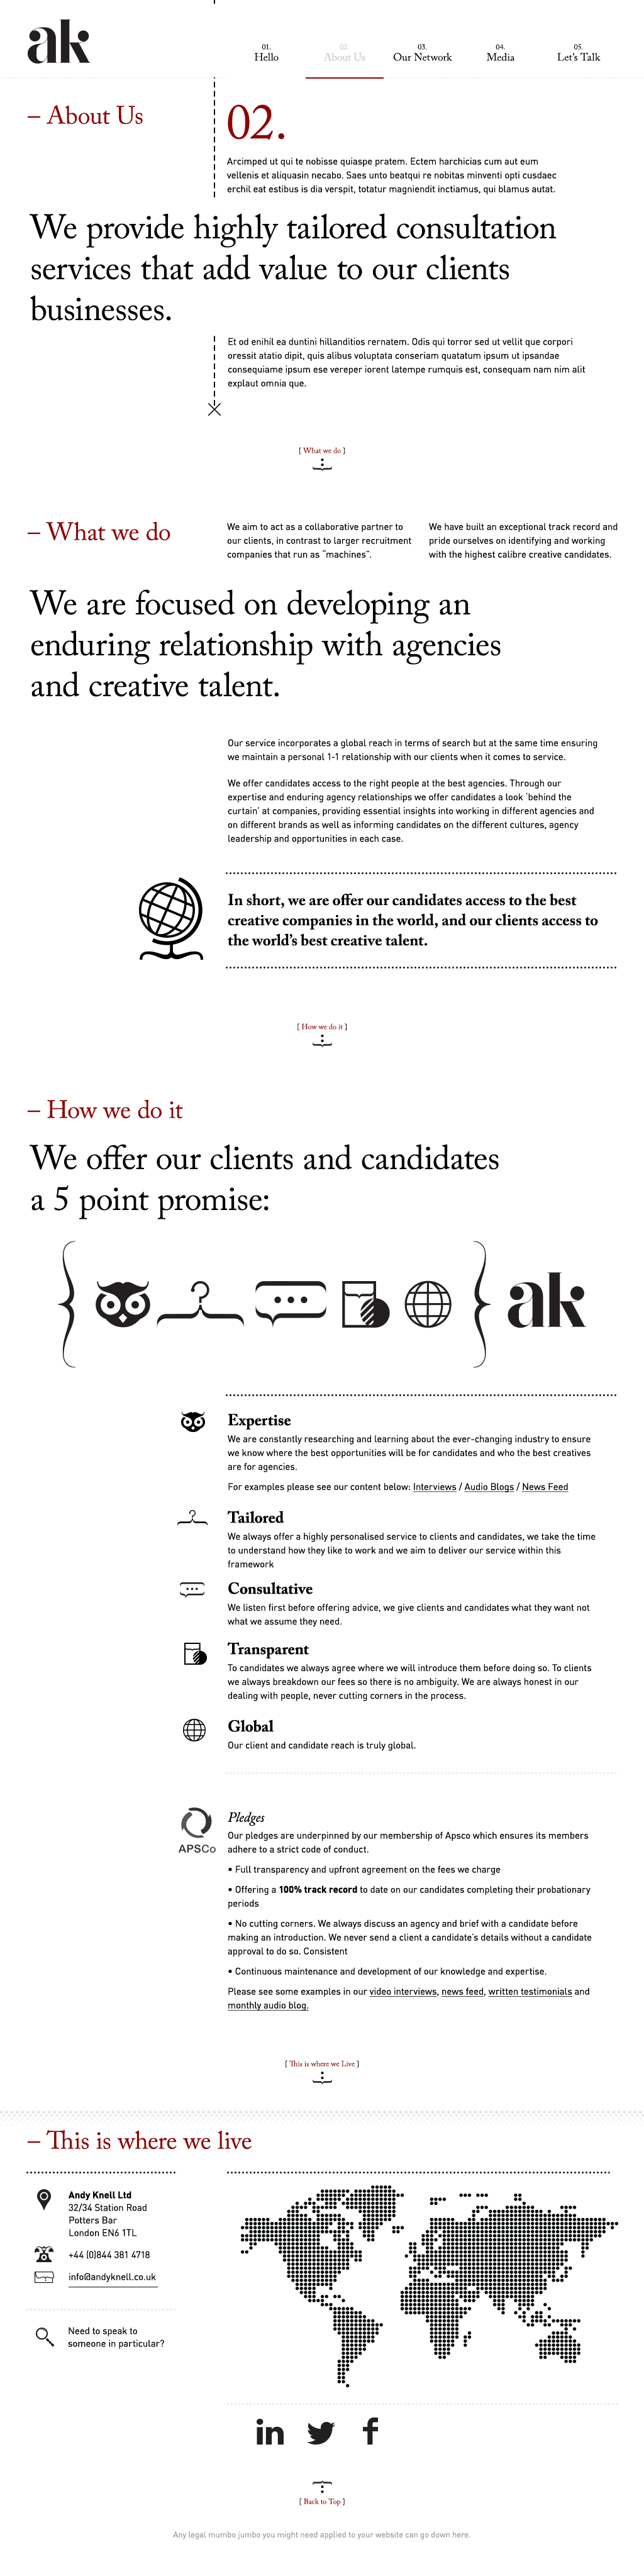 ak
01.
Hello
02.
About Us
03.
Our Network
04.
Media
05.
Let's Talk
– About Us
02.
Arcimped ut qui te nobisse quiaspe pratem. Ectem harchicias cum aut eum
vellenis et aliquasin necabo. Saes unto beatqui re nobitas minventi opti cusdaec
erchil eat estibus is dia verspit, totatur magniendit inctiamus, qui blamus autat.
We provide highly tailored consultation
services that add value to our clients
businesses.
Et od enihil ea duntini hillanditios rernatem. Odis qui torror sed ut vellit que corpori
oressit atatio dipit, quis alibus voluptata conseriam quatatum ipsum ut ipsandae
consequiame ipsum ese vereper iorent latempe rumquis est, consequam nam nim alit
explaut omnia que.
[ What we do ]
– What we do
We aim to act as a collaborative partner to
our clients, in contrast to larger recruitment
companies that run as "machines".
We have built an exceptional track record and
pride ourselves on identifying and working
with the highest calibre creative candidates.
We are focused on developing an
enduring relationship with agencies
and creative talent.
Our service incorporates a global reach in terms of search but at the same time ensuring
we maintain a personal 1-1 relationship with our clients when it comes to service.
We offer candidates access to the right people at the best agencies. Through our
expertise and enduring agency relationships we offer candidates a look 'behind the
curtain' at companies, providing essential insights into working in different agencies and
on different brands as well as informing candidates on the different cultures, agency
leadership and opportunities in each case.
In short, we are offer our candidates access to the best
creative companies in the world, and our clients access to
the world's best creative talent.
[ How we do it ]
– How we do it
We offer our clients and candidates
a 5 point promise:
ak
Expertise
We are constantly researching and learning about the ever-changing industry to ensure
we know where the best opportunities will be for candidates and who the best creatives
are for agencies.
For examples please see our content below: Interviews / Audio Blogs / News Feed
Tailored
We always offer a highly personalised service to clients and candidates, we take the time
to understand how they like to work and we aim to deliver our service within this
framework
Consultative
We listen first before offering advice, we give clients and candidates what they want not
what we assume they need.
Transparent
To candidates we always agree where we will introduce them before doing so. To clients
we always breakdown our fees so there is no ambiguity. We are always honest in our
dealing with people, never cutting corners in the process.
Global
Our client and candidate reach is truly global.
APSCo
Pledges
Our pledges are underpinned by our membership of Apsco which ensures its members
adhere to a strict code of conduct.
• Full transparency and upfront agreement on the fees we charge
• Offering a 100% track record to date on our candidates completing their probationary
periods
• No cutting corners. We always discuss an agency and brief with a candidate before
making an introduction. We never send a client a candidate's details without a candidate
approval to do so. Consistent
• Continuous maintenance and development of our knowledge and expertise.
Please see some examples in our video interviews, news feed, written testimonials and
monthly audio blog.
[ This is where we Live ]
– This is where we live
Andy Knell Ltd
32/34 Station Road
Potters Bar
London EN6 1TL
+44 (0)844 381 4718
info@andyknell.co.uk
Need to speak to
someone in particular?
in
f
[ Back to Top ]
Any legal mumbo jumbo you might need applied to your website can go down here.